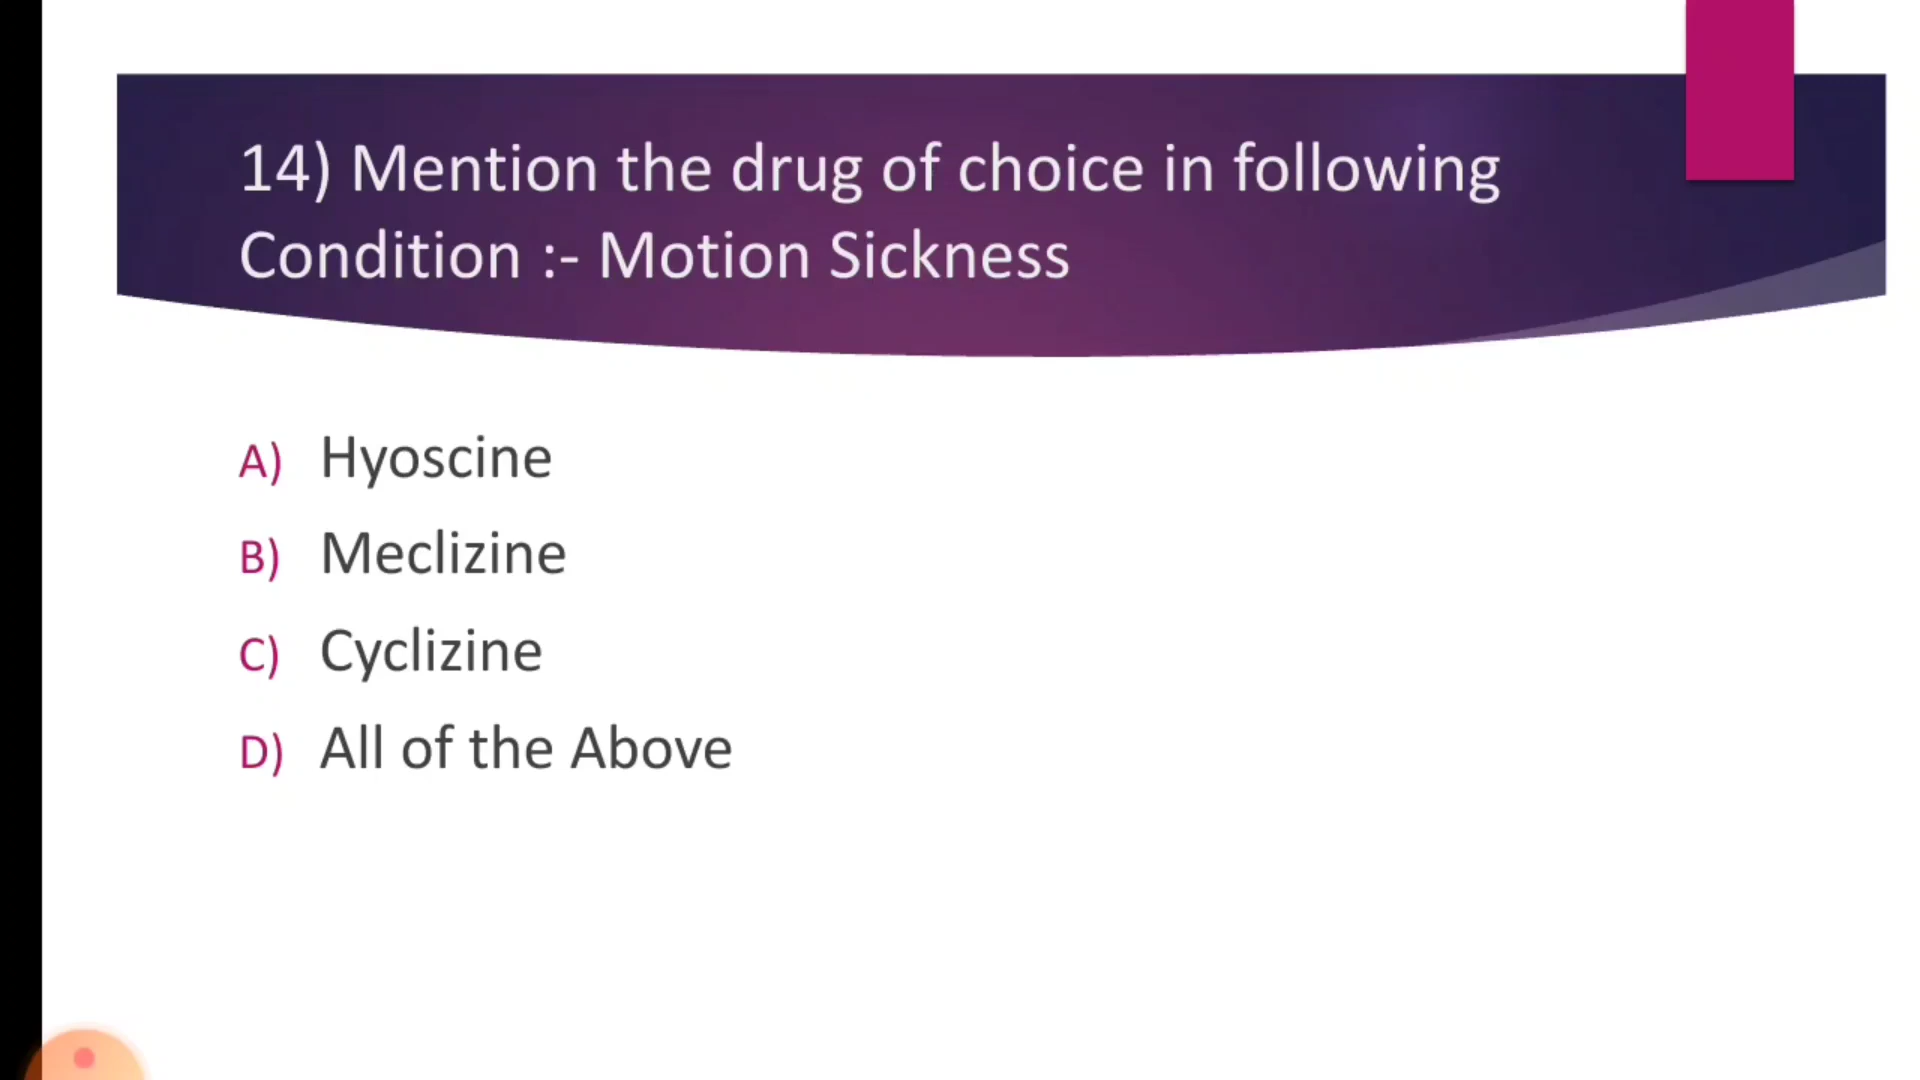 14) Mention the drug of choice in following
Condition :- Motion Sickness
A) Hyoscine
B) Meclizine
C) Cyclizine
D) All of the Above